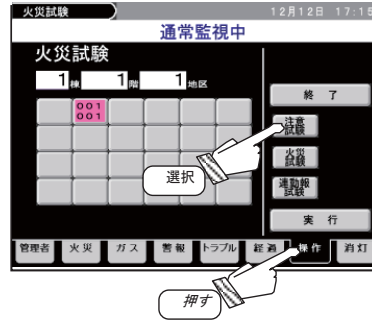 火災試験 12月12日 17:15
通常監視中
火災試験
1棟 1階 1地区
001
001
終 了
注意
試験
火災
試験
連動報
試験
実 行
選択
管理者 火災 ガス 警報 トラブル 経過 操作 消灯
押す